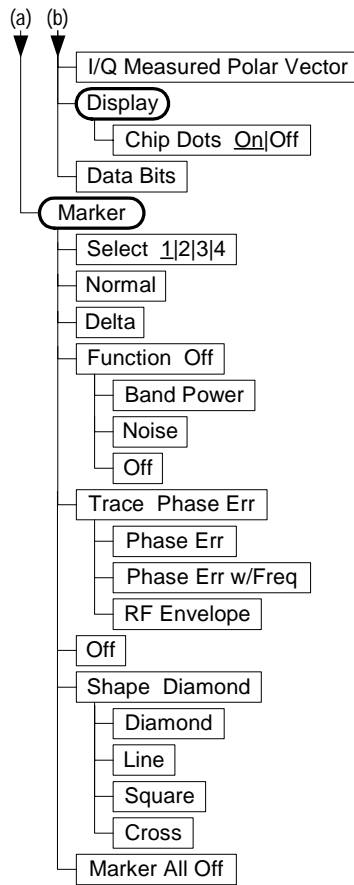 (a) (b)
I/Q Measured Polar Vector
Display
Chip Dots On|Off
Data Bits
Marker
Select 1|2|3|4
Normal
Delta
Function Off
Band Power
Noise
Off
Trace Phase Err
Phase Err
Phase Err w/Freq
RF Envelope
Off
Shape Diamond
Diamond
Line
Square
Cross
Marker All Off